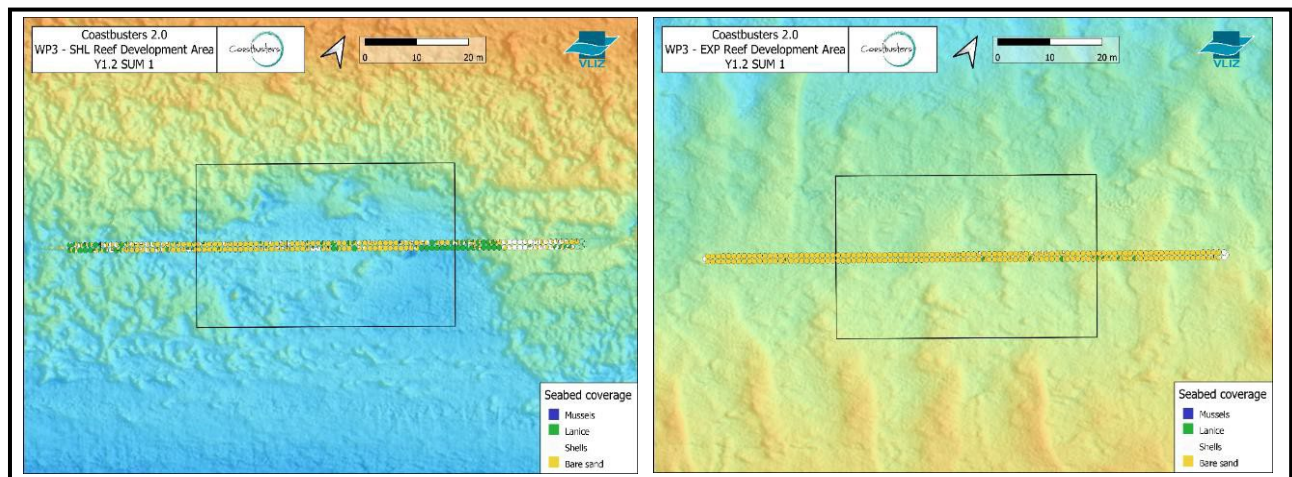 Coastbusters 2.0
WP3 - SHL Reef Development Area
Y1.2 SUM 1
Coastbusters
0 10 20 m
VLIZ
Seabed coverage
Mussels
Lanice
Shells
Bare sand
Coastbusters 2.0
WP3 - EXP Reef Development Area
Y1.2 SUM 1
Coastbusters
0 10 20 m
VLIZ
Seabed coverage
Mussels
Lanice
Shells
Bare sand